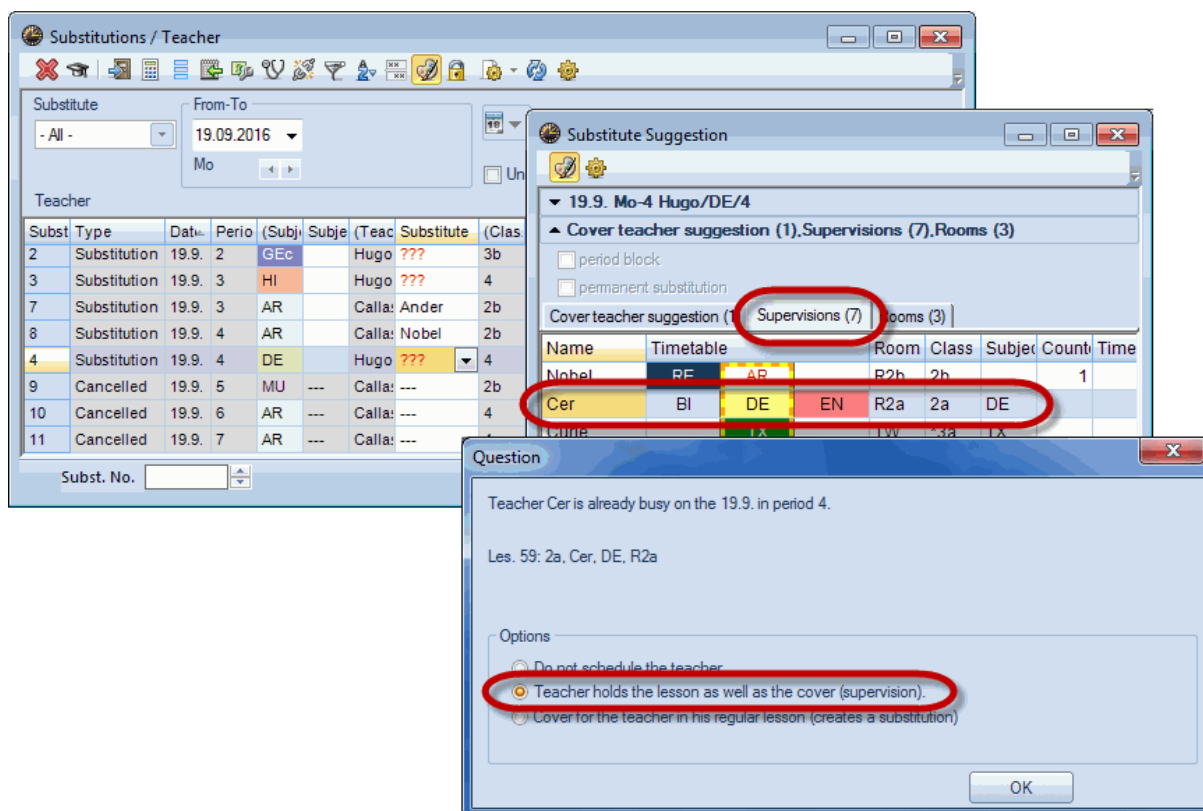 Substitutions / Teacher
Substitute
From-To
- All -
19.09.2016
Mo
Un
Teacher
Subst Type Date Perio (Subje Subje (Teac Substitute (Clas
2 Substitution 19.9. 2 GEc Hugo ??? 3b
3 Substitution 19.9. 3 HI Hugo ??? 4
7 Substitution 19.9. 3 AR Callas Ander 2b
8 Substitution 19.9. 4 AR Callas Nobel 2b
4 Substitution 19.9. 4 DE Hugo ??? 4
9 Cancelled 19.9. 5 MU --- Callas --- 2b
10 Cancelled 19.9. 6 AR --- Callas --- 4
11 Cancelled 19.9. 7 AR --- Callas ---
Subst. No.
Substitute Suggestion
19.9. Mo-4 Hugo/DE/4
Cover teacher suggestion (1),Supervisions (7),Rooms (3)
period block
permanent substitution
Cover teacher suggestion (1 Supervisions (7) Rooms (3)
Name Timetable Room Class Subjec Counte Time
Nobel RE AR R2b 2b 1
Cer BI DE EN R2a 2a DE
Curie TX TW *3a TX
Question
Teacher Cer is already busy on the 19.9. in period 4.
Les. 59: 2a, Cer, DE, R2a
Options
Do not schedule the teacher
Teacher holds the lesson as well as the cover (supervision).
Cover for the teacher in his regular lesson (creates a substitution)
OK